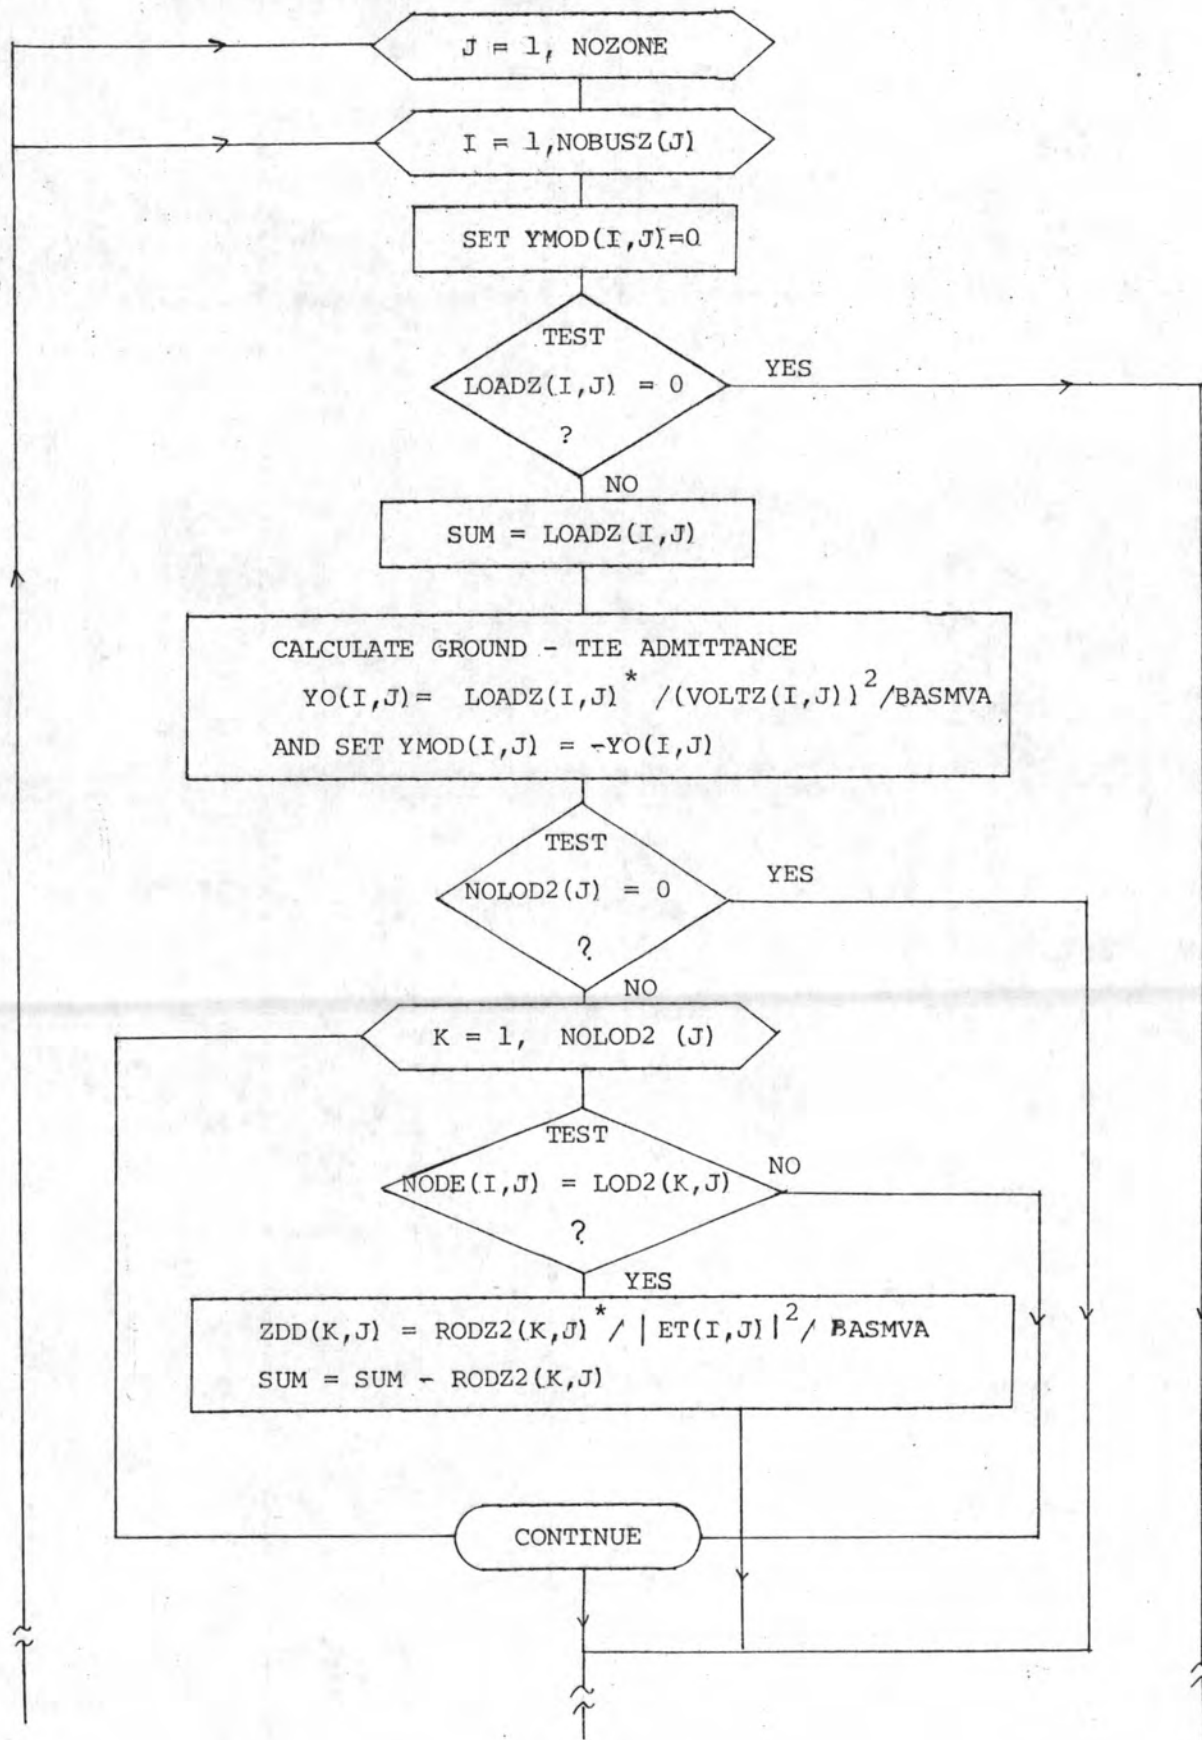 J = 1, NOZONE
I = 1,NOBUSZ(J)
SET YMOD(I,J)=0
TEST
LOADZ(I,J) = 0
?
YES
NO
SUM = LOADZ(I,J)
CALCULATE GROUND - TIE ADMITTANCE
YO(I,J)= LOADZ(I,J)* /(VOLTZ(I,J))²/BASMVA
AND SET YMOD(I,J) = -YO(I,J)
TEST
NOLOD2(J) = 0
?
YES
NO
K = 1, NOLOD2 (J)
TEST
NODE(I,J) = LOD2(K,J)
?
NO
YES
ZDD(K,J) = RODZ2(K,J)* / |ET(I,J)|²/ BASMVA
SUM = SUM - RODZ2(K,J)
CONTINUE